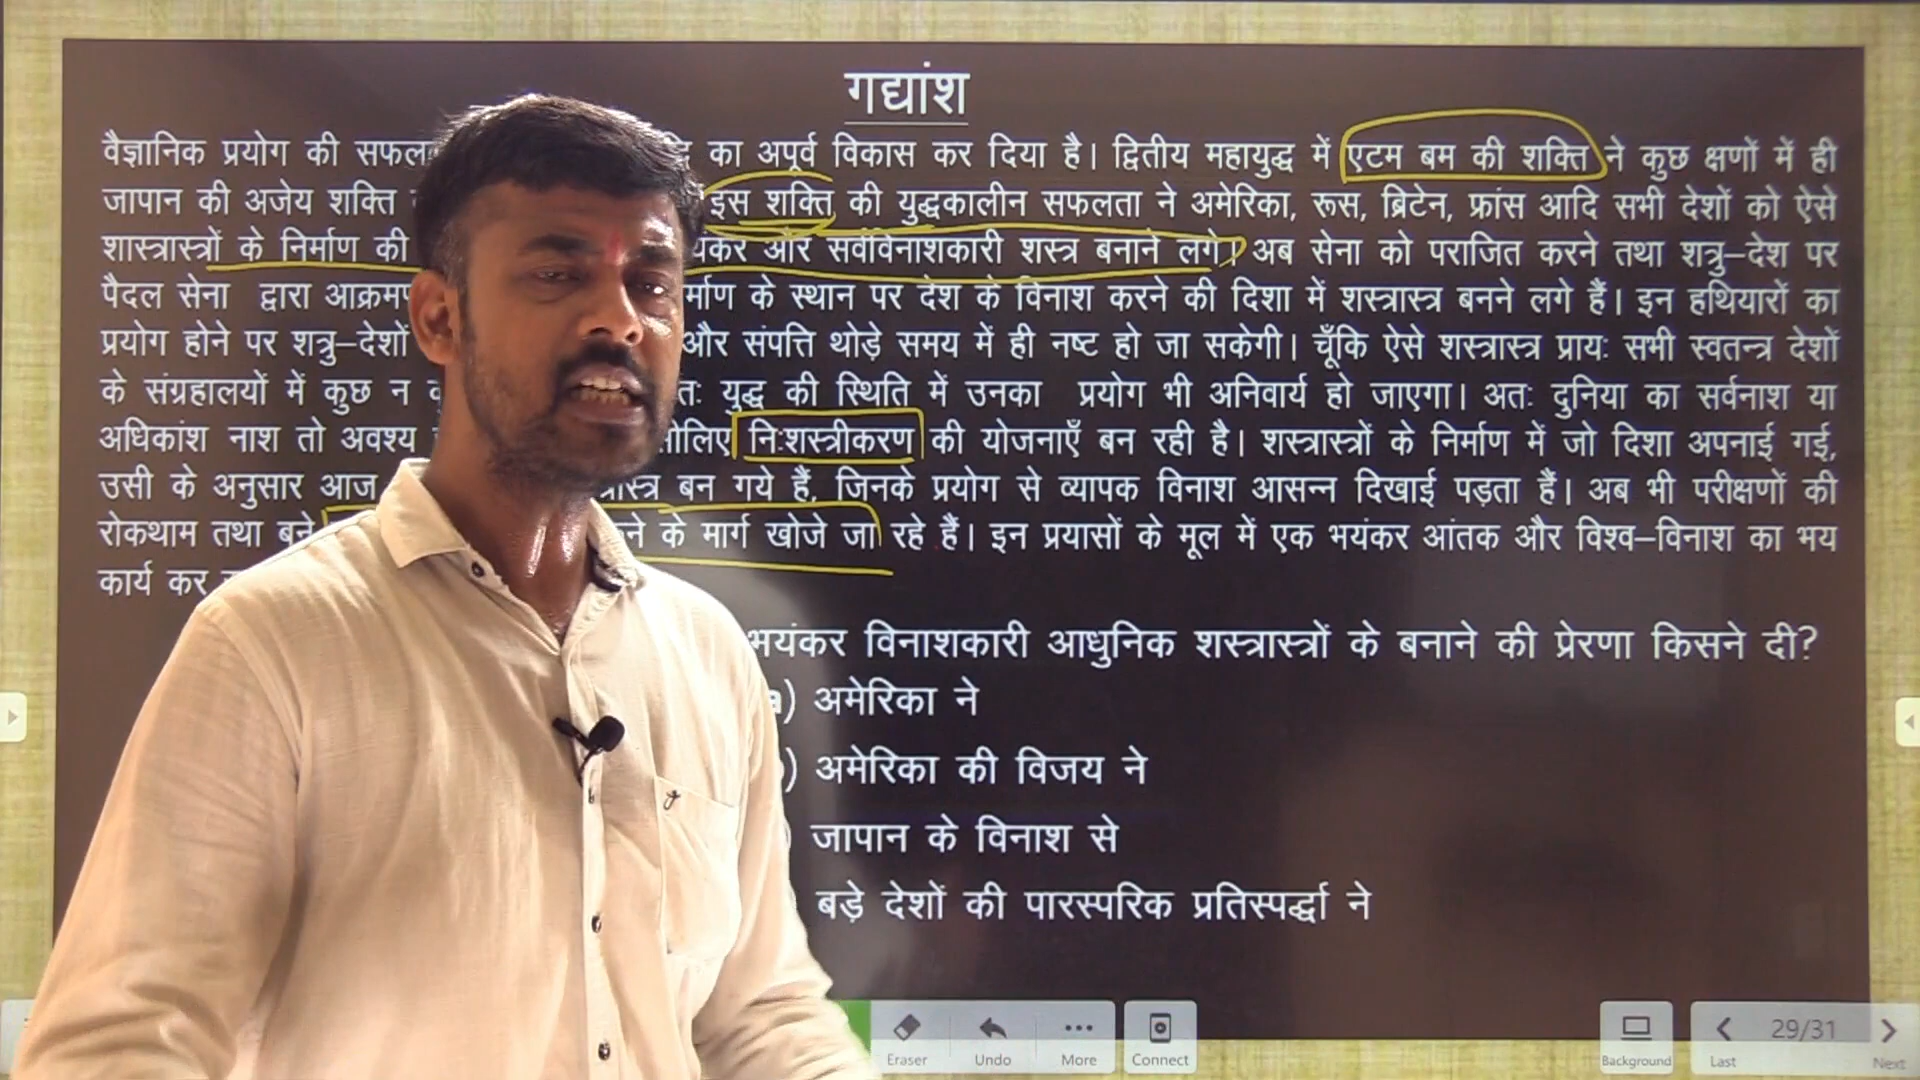 गद्यांश
वैज्ञानिक प्रयोग की का अपूर्व विकास कर दिया है। द्वितीय महायुद्ध में एटम बम की शक्ति ने कुछ क्षणों में ही
जापान की अजेय शक्ति इस शक्ति की युद्धकालीन सफलता ने अमेरिका, रूस, ब्रिटेन, फ्रांस आदि सभी देशों को ऐसे
शास्त्रास्त्रों के निर्माण की और सर्वविनाशकारी शस्त्र बनाने लगे। अब सेना को पराजित करने तथा शत्रु–देश पर
पैदल सेना द्वारा के स्थान पर देश के विनाश करने की दिशा में शस्त्रास्त्र बनने लगे हैं। इन हथियारों का
प्रयोग होने पर शत्रु–देशों और संपत्ति थोड़े समय में ही नष्ट हो जा सकेगी। चूँकि ऐसे शस्त्रास्त्र प्रायः सभी स्वतन्त्र देशों
के संग्रहालयों में कुछ न युद्ध की स्थिति में उनका प्रयोग भी अनिवार्य हो जाएगा। अतः दुनिया का सर्वनाश या
अधिकांश नाश तो अवश्य निःशस्त्रीकरण की योजनाएँ बन रही है। शस्त्रास्त्रों के निर्माण में जो दिशा अपनाई गई,
उसी के अनुसार आज बन गये हैं, जिनके प्रयोग से व्यापक विनाश आसन्न दिखाई पड़ता हैं। अब भी परीक्षणों की
रोकथाम तथा बने के मार्ग खोजे जा रहे हैं। इन प्रयासों के मूल में एक भयंकर आंतक और विश्व–विनाश का भय
कार्य कर
भयंकर विनाशकारी आधुनिक शस्त्रास्त्रों के बनाने की प्रेरणा किसने दी?
a) अमेरिका ने
) अमेरिका की विजय ने
जापान के विनाश से
बड़े देशों की पारस्परिक प्रतिस्पर्द्धा ने
Eraser Undo More Connect Background Last 29/31 Next